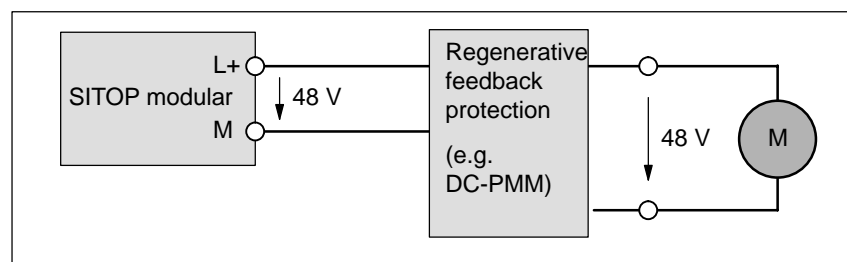 L+
SITOP modular
M
48 V
Regenerative
feedback
protection
(e.g.
DC-PMM)
48 V
M